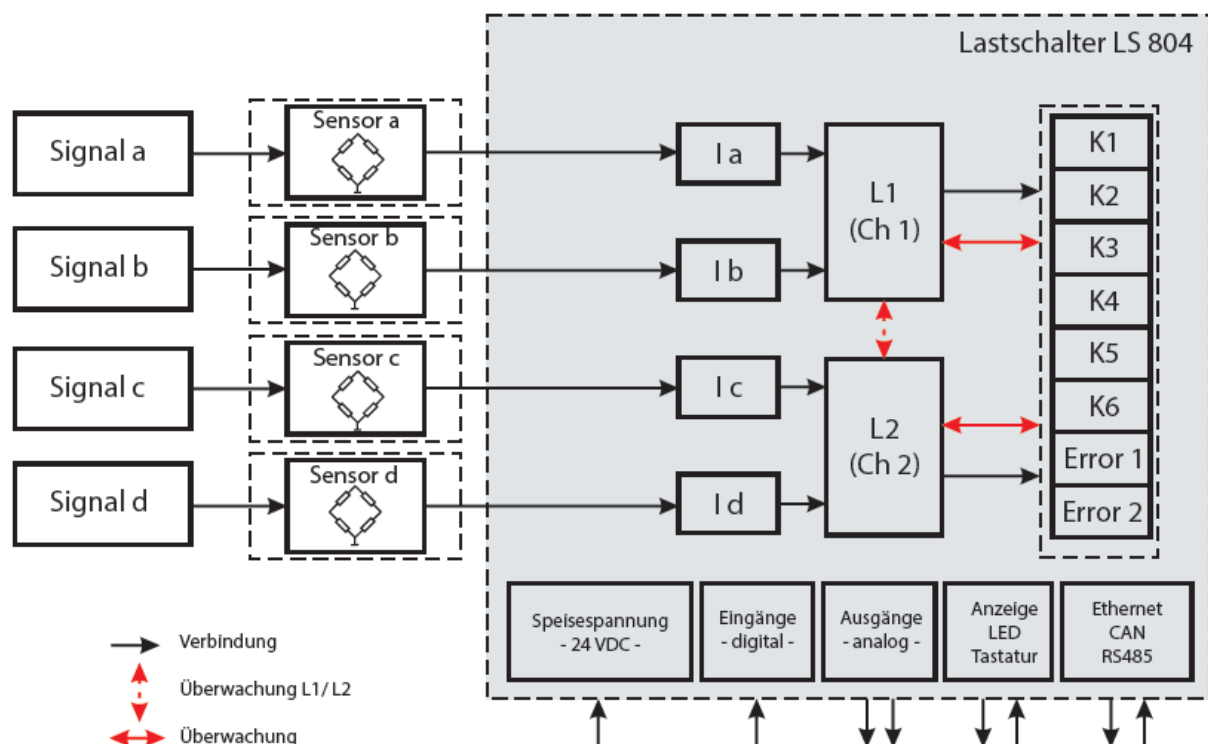 Lastschalter LS 804
Signal a
Sensor a
I a
Signal b
Sensor b
I b
Signal c
Sensor c
I c
Signal d
Sensor d
I d
L1
(Ch 1)
L2
(Ch 2)
K1
K2
K3
K4
K5
K6
Error 1
Error 2
Speisespannung
- 24 VDC -
Eingänge
- digital -
Ausgänge
- analog -
Anzeige
LED
Tastatur
Ethernet
CAN
RS485
Verbindung
Überwachung L1/ L2
Überwachung